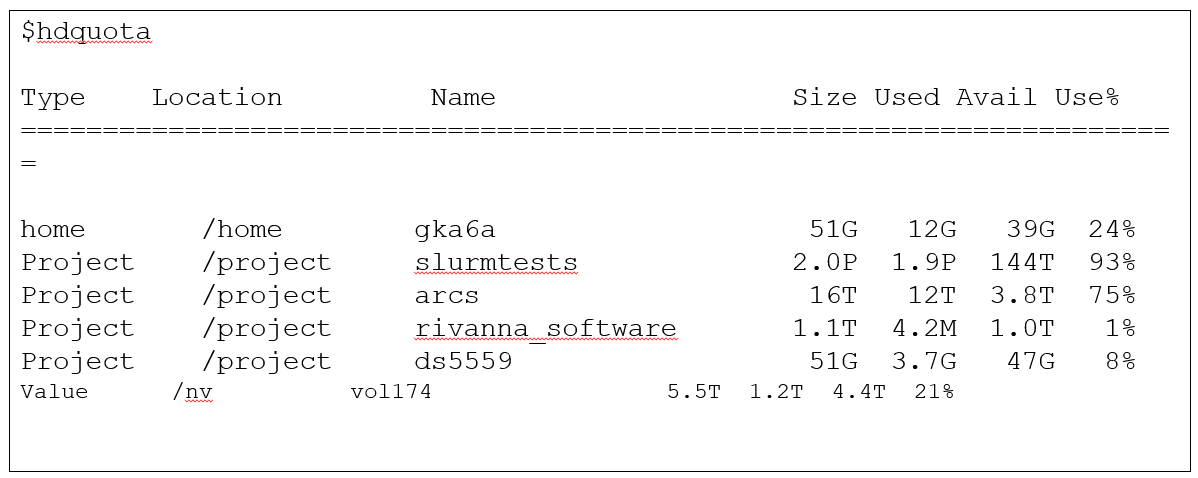 $hdquota
Type Location Name Size Used Avail Use%
=======================================================================
=
home /home gka6a 51G 12G 39G 24%
Project /project slurmtests 2.0P 1.9P 144T 93%
Project /project arcs 16T 12T 3.8T 75%
Project /project rivanna_software 1.1T 4.2M 1.0T 1%
Project /project ds5559 51G 3.7G 47G 8%
Value /nv vol174 5.5T 1.2T 4.4T 21%